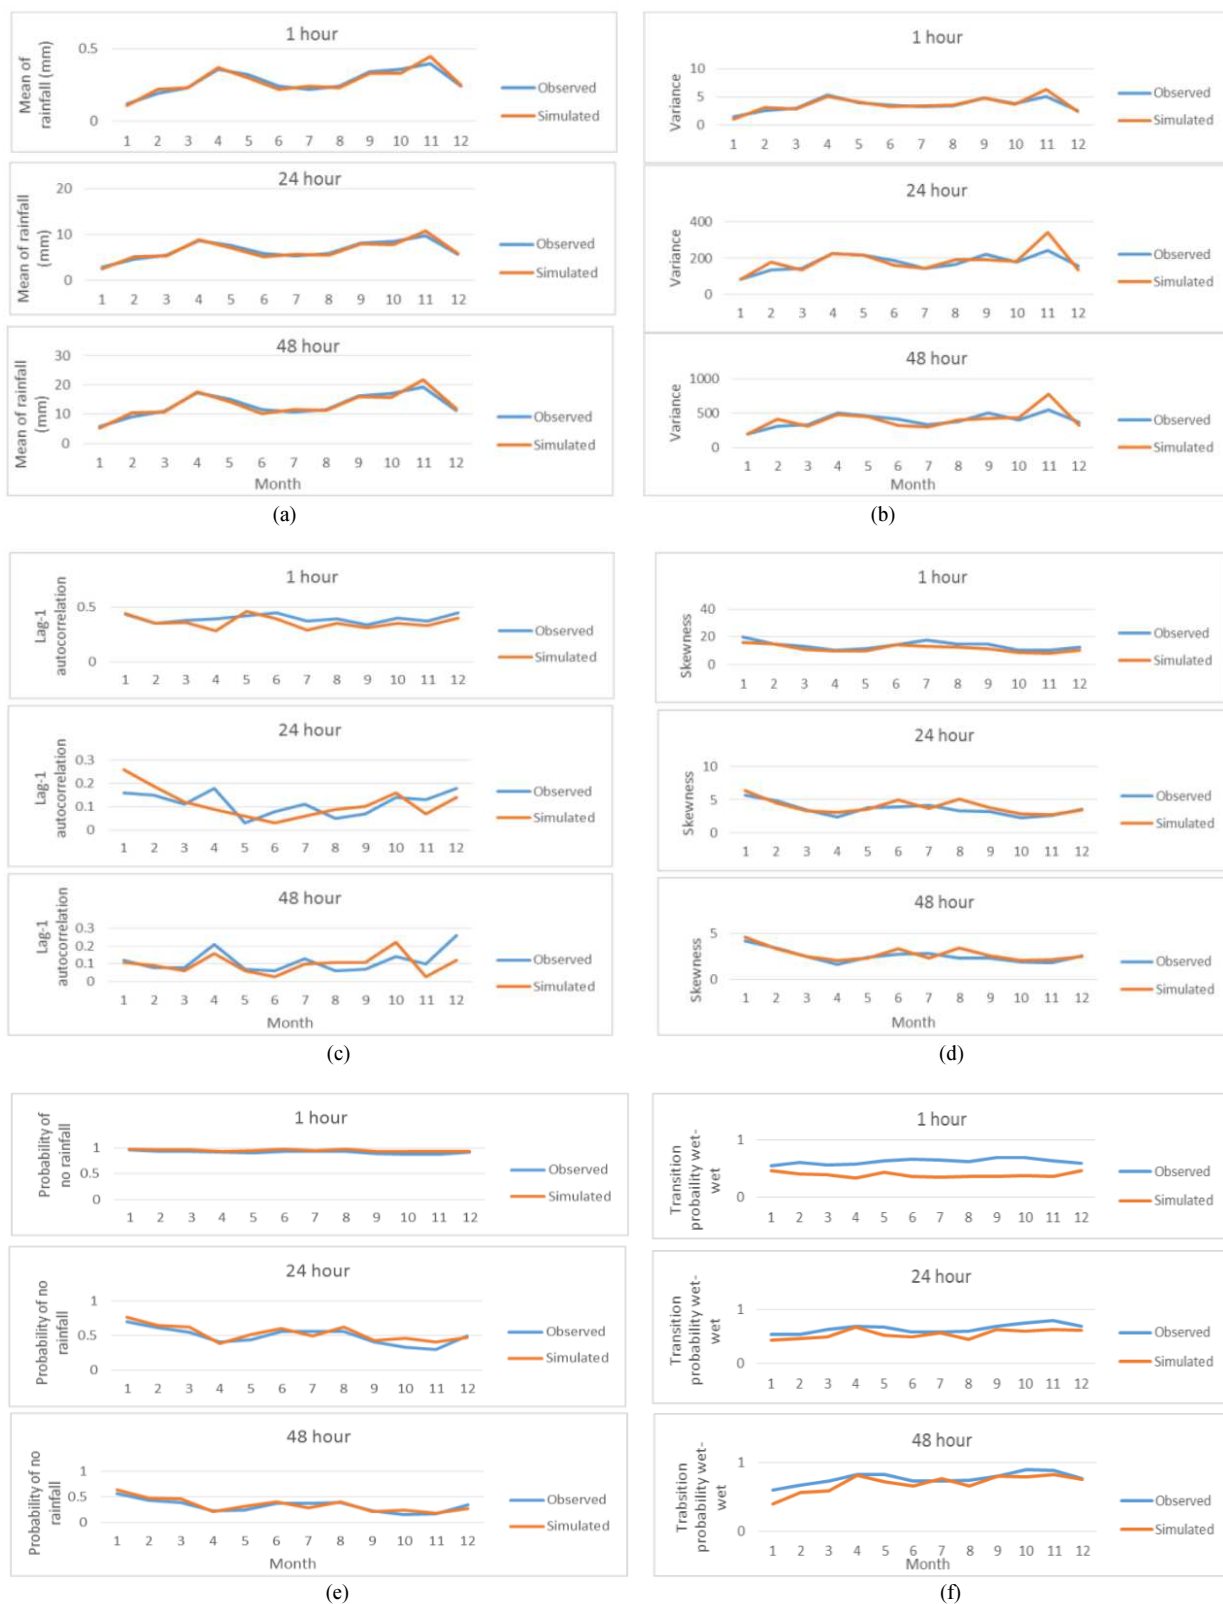 1 hour
Mean of
rainfall (mm)
0.5
0
1 2 3 4 5 6 7 8 9 10 11 12
Observed
Simulated
24 hour
Mean of rainfall
(mm)
20
10
0
1 2 3 4 5 6 7 8 9 10 11 12
Observed
Simulated
48 hour
Mean of rainfall
(mm)
30
20
10
0
1 2 3 4 5 6 7 8 9 10 11 12
Month
Observed
Simulated
(a)
1 hour
Variance
10
5
0
1 2 3 4 5 6 7 8 9 10 11 12
Observed
Simulated
24 hour
Variance
400
200
0
1 2 3 4 5 6 7 8 9 10 11 12
Observed
Simulated
48 hour
Variance
1000
500
0
1 2 3 4 5 6 7 8 9 10 11 12
Month
Observed
Simulated
(b)
1 hour
Lag-1
autocorrelation
0.5
0
1 2 3 4 5 6 7 8 9 10 11 12
Observed
Simulated
24 hour
Lag-1
autocorrelation
0.3
0.2
0.1
0
1 2 3 4 5 6 7 8 9 10 11 12
Observed
Simulated
48 hour
Lag-1
autocorrelation
0.3
0.2
0.1
0
1 2 3 4 5 6 7 8 9 10 11 12
Month
Observed
Simulated
(c)
1 hour
Skewness
40
20
0
1 2 3 4 5 6 7 8 9 10 11 12
Observed
Simulated
24 hour
Skewness
10
5
0
1 2 3 4 5 6 7 8 9 10 11 12
Observed
Simulated
48 hour
Skewness
5
0
1 2 3 4 5 6 7 8 9 10 11 12
Month
Observed
Simulated
(d)
1 hour
Probability of
no rainfall
1
0.5
0
1 2 3 4 5 6 7 8 9 10 11 12
Observed
Simulated
24 hour
Probability of no
rainfall
1
0.5
0
1 2 3 4 5 6 7 8 9 10 11 12
Observed
Simulated
48 hour
Probability of no
rainfall
1
0.5
0
1 2 3 4 5 6 7 8 9 10 11 12
Month
Observed
Simulated
(e)
1 hour
Transition
probaility wet-
wet
1
0
1 2 3 4 5 6 7 8 9 10 11 12
Observed
Simulated
24 hour
Transition
probability wet-
wet
1
0
1 2 3 4 5 6 7 8 9 10 11 12
Observed
Simulated
48 hour
Trabsition
probability wet-
wet
1
0
1 2 3 4 5 6 7 8 9 10 11 12
Month
Observed
Simulated
(f)